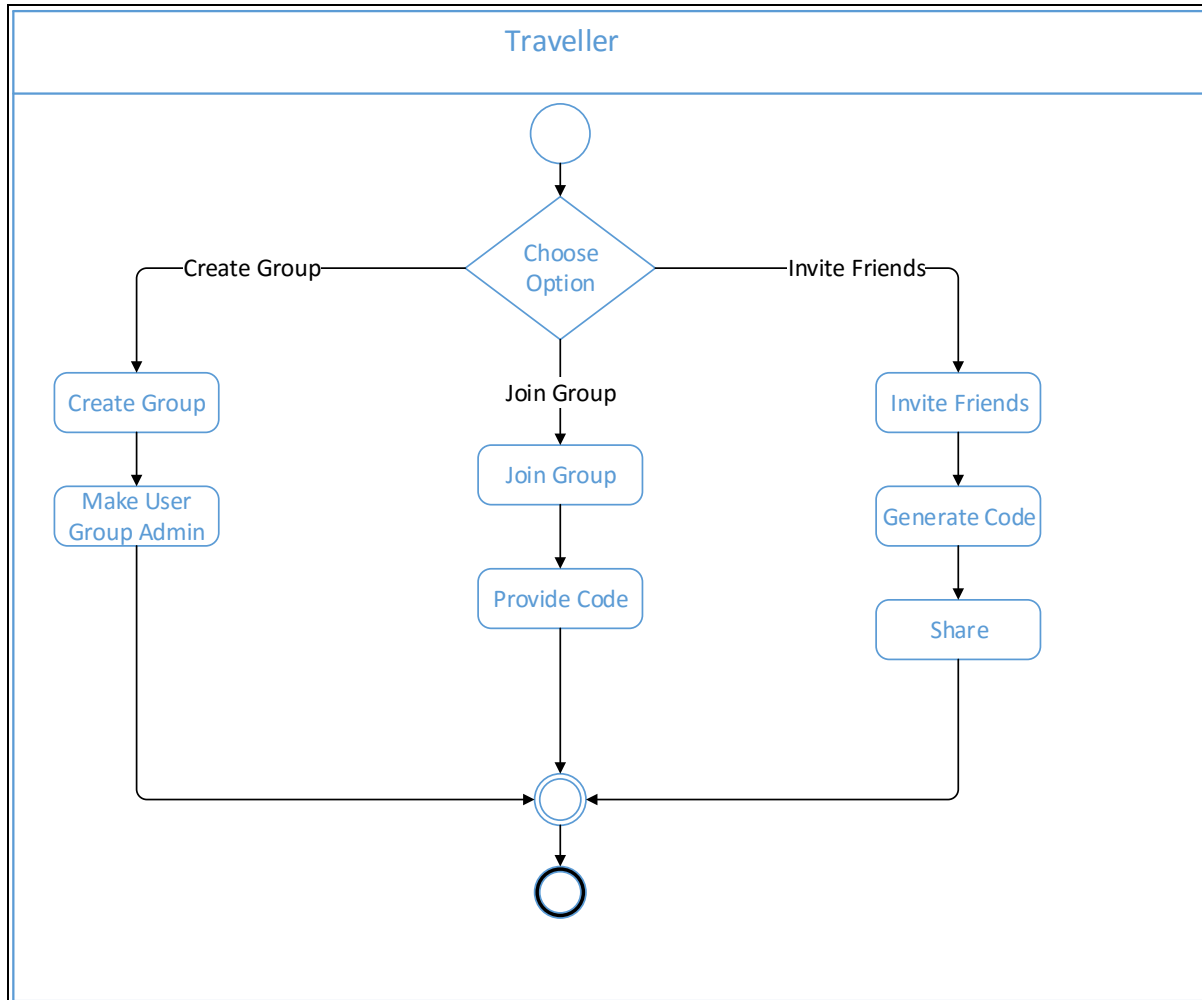 Traveller
Choose
Option
Create Group
Invite Friends
Join Group
Create Group
Make User
Group Admin
Join Group
Provide Code
Invite Friends
Generate Code
Share